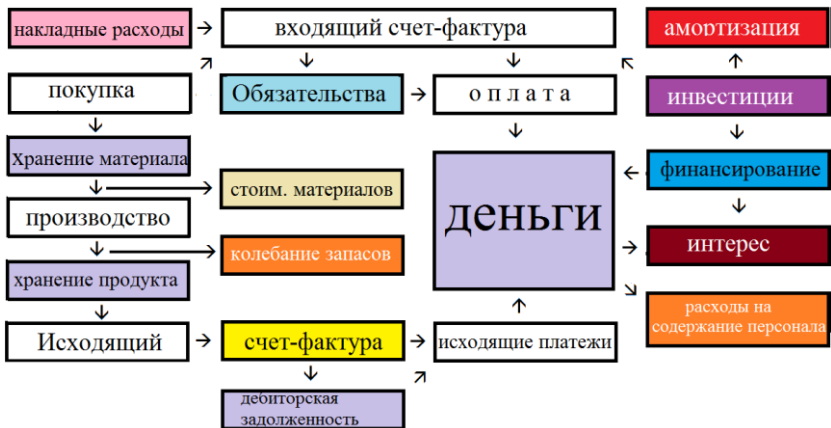 накладные расходы
входящий счет-фактура
амортизация
покупка
Обязательства
оплата
инвестиции
Хранение материала
стоим. материалов
деньги
финансирование
производство
колебание запасов
интерес
хранение продукта
расходы на
содержание персонала
Исходящий
счет-фактура
исходящие платежи
дебиторская
задолженность